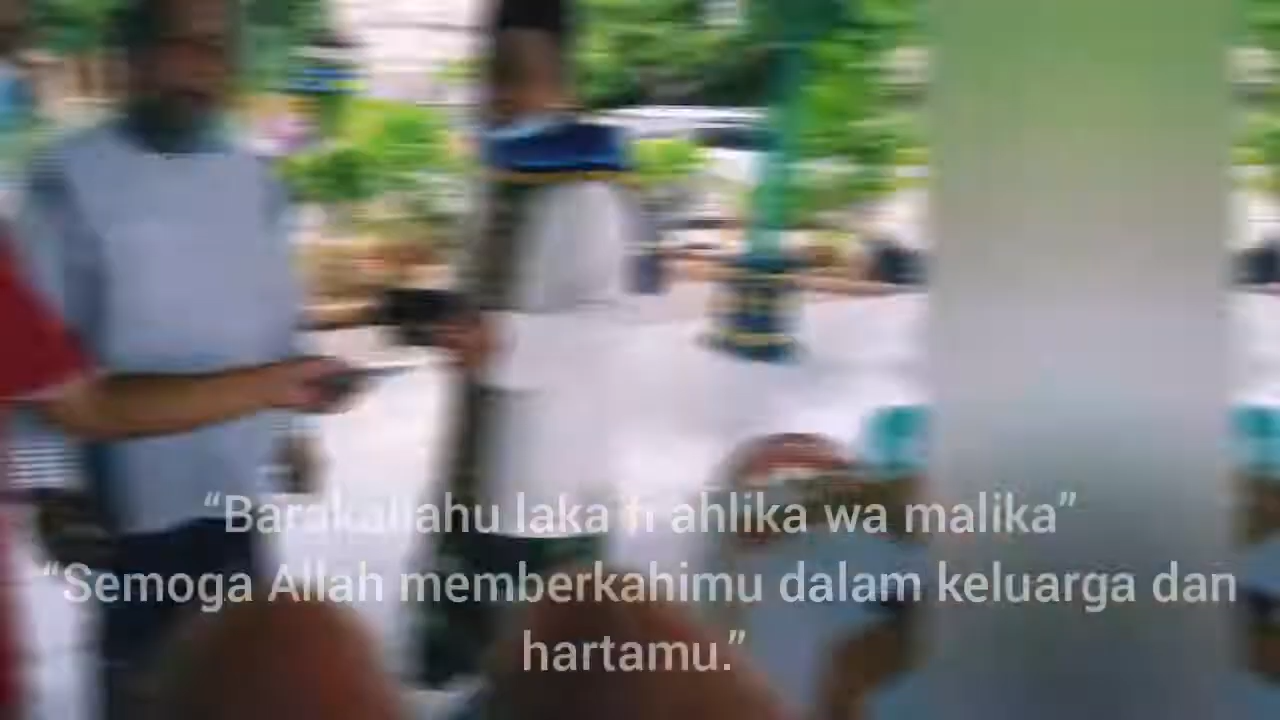 “Barakallahu laka fi ahlika wa malika”
“Semoga Allah memberkahimu dalam keluarga dan
hartamu.”